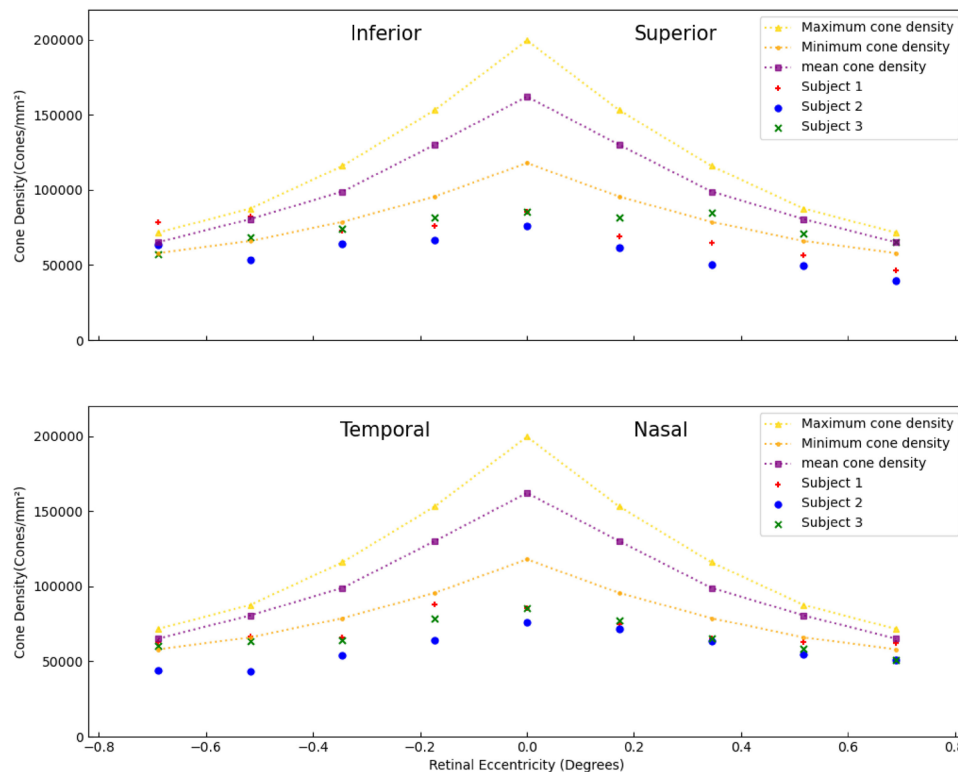 Inferior
Superior
Maximum cone density
Minimum cone density
mean cone density
Subject 1
Subject 2
Subject 3
200000
150000
100000
50000
0
Cone Density(Cones/mm²)
Temporal
Nasal
Maximum cone density
Minimum cone density
mean cone density
Subject 1
Subject 2
Subject 3
200000
150000
100000
50000
0
Cone Density(Cones/mm²)
−0.8 −0.6 −0.4 −0.2 0.0 0.2 0.4 0.6 0.8
Retinal Eccentricity (Degrees)